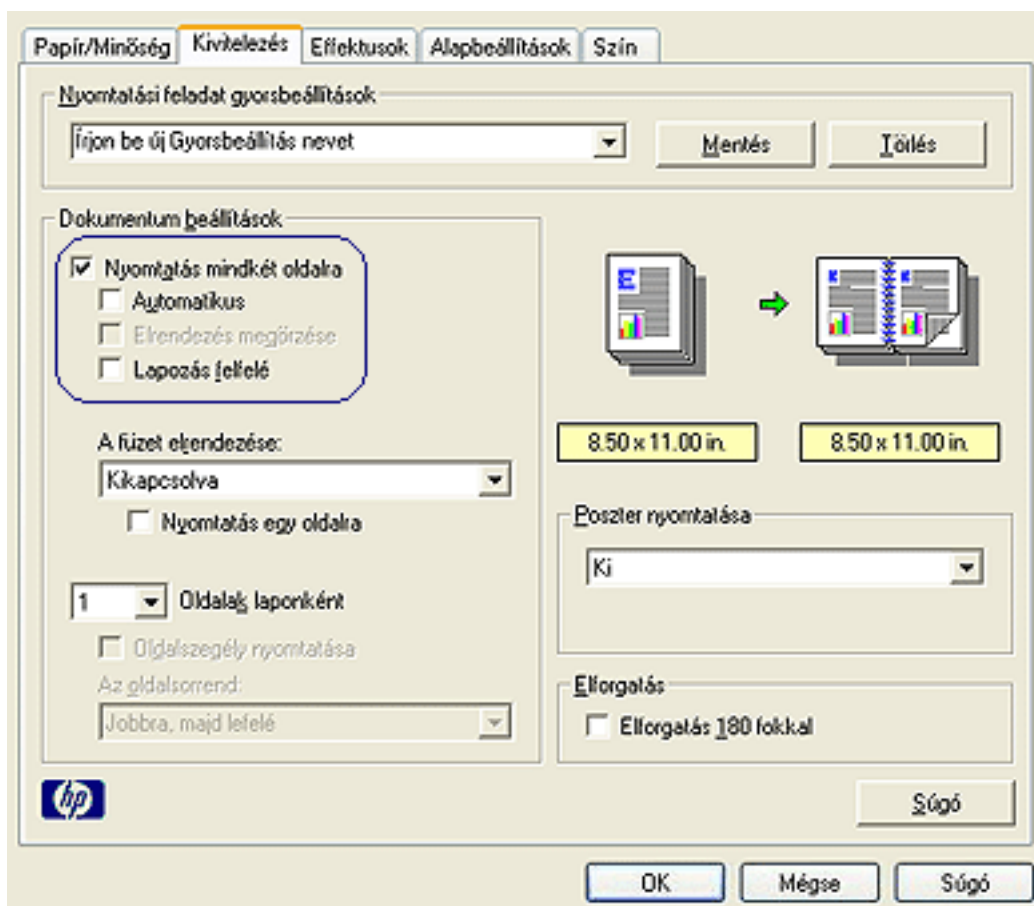 Papír/Minőség Kivitelezés Effektusok Alapbeállítások Szín
Nyomtatási feladat gyorsbeállítások
Írjon be új Gyorsbeállítás nevet Mentés Törlés
Dokumentum beállítások
Nyomtatás mindkét oldalra
Automatikus
Elrendezés megőrzése
Lapozás felfelé
A füzet elrendezése:
Kikapcsolva
Nyomtatás egy oldalra
1 Oldalak laponként
Oldalszegély nyomtatása
Az oldalsorrend:
Jobbra, majd lefelé
E
8.50 x 11.00 in. 8.50 x 11.00 in.
Poszter nyomtatása
Ki
Elforgatás
Elforgatás 180 fokkal
hp
Súgó
OK Mégse Súgó